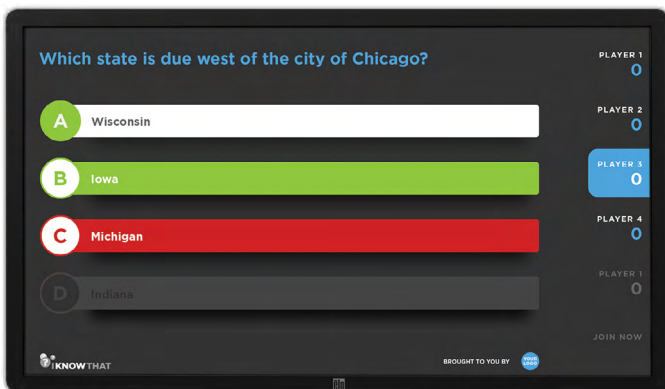 Which state is due west of the city of Chicago?
A
Wisconsin
B
Iowa
C
Michigan
D
Indiana
PLAYER 1
0
PLAYER 2
0
PLAYER 3
0
PLAYER 4
0
PLAYER 1
0
JOIN NOW
?
I KNOW THAT
BROUGHT TO YOU BY
YOUR
LOGO